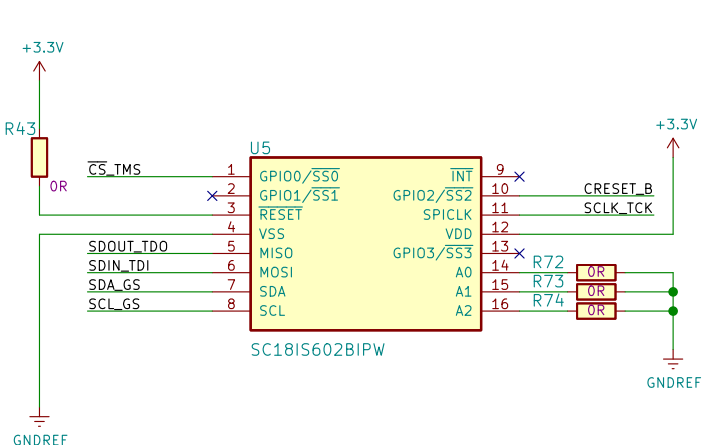 +3.3V
R43
0R
+3.3V
U5
CS_TMS 1 GPIO0/SS0 INT 9
2 GPIO1/SS1 GPIO2/SS2 10 CRESET_B
3 RESET SPICLK 11 SCLK_TCK
4 VSS VDD 12
SDOUT_TDO 5 MISO GPIO3/SS3 13
SDIN_TDI 6 MOSI A0 14 R72 0R
SDA_GS 7 SDA A1 15 R73 0R
SCL_GS 8 SCL A2 16 R74 0R
SC18IS602BIPW
GNDREF
GNDREF